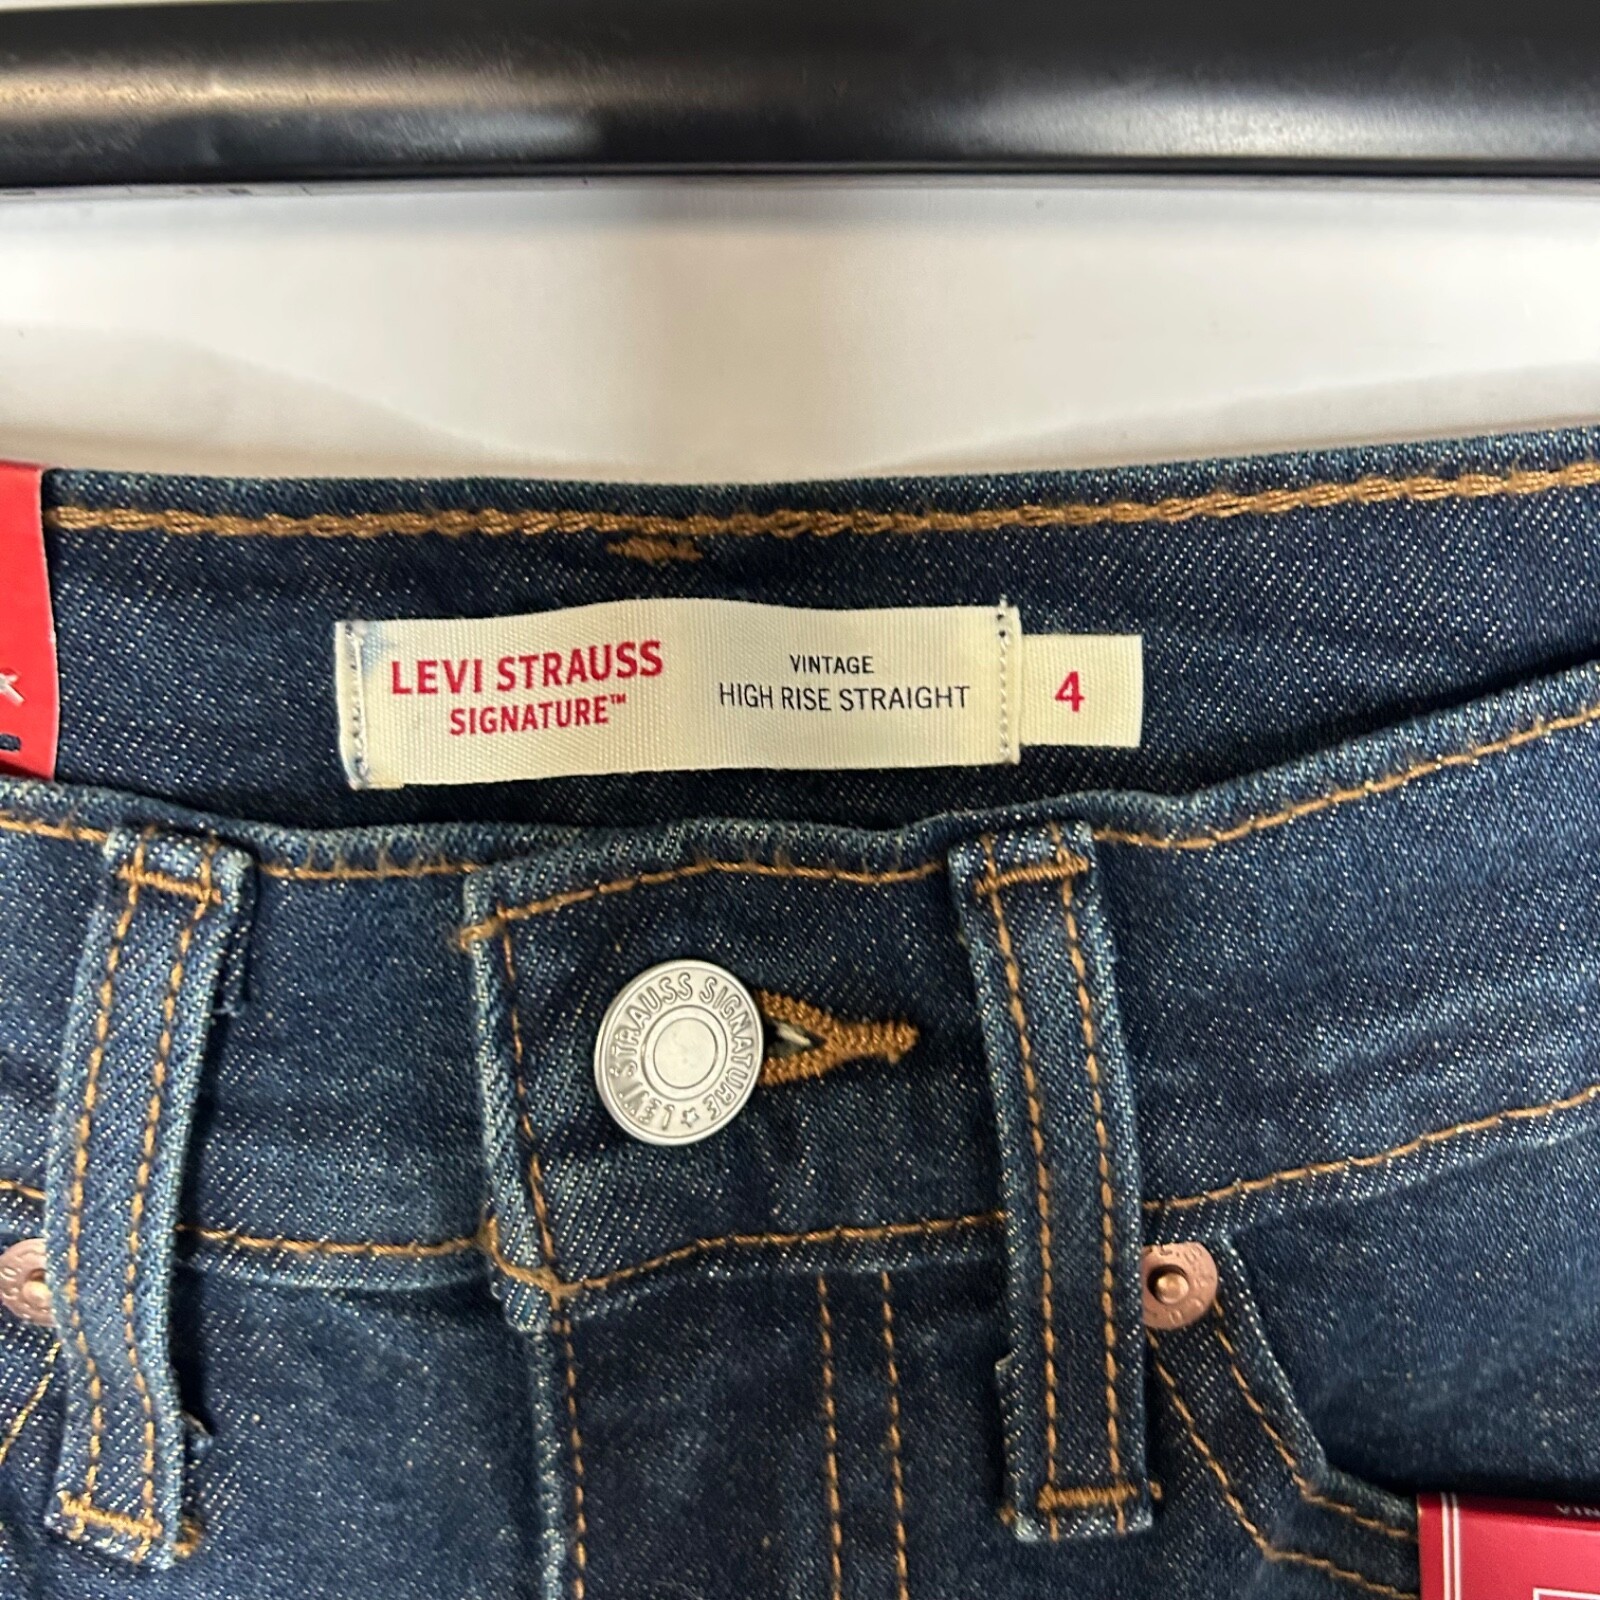 LEVI STRAUSS
SIGNATURE™
VINTAGE
HIGH RISE STRAIGHT
4
LEVI STRAUSS SIGNATURE